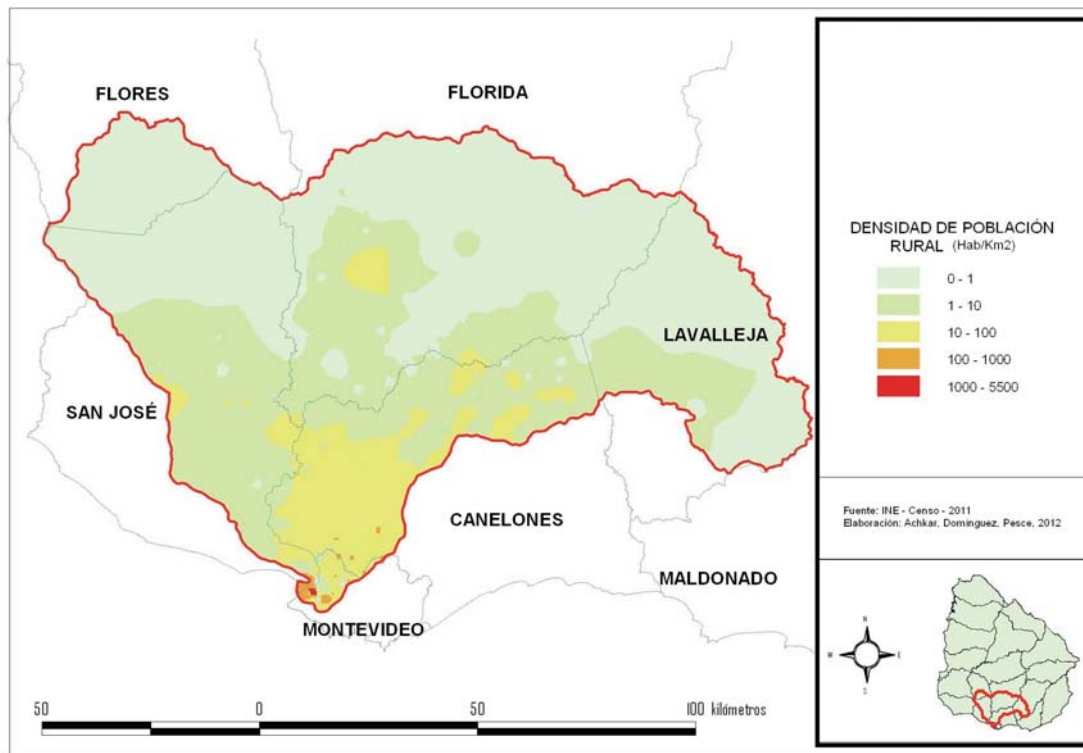 FLORES
FLORIDA
LAVALLEJA
SAN JOSÉ
CANELONES
MALDONADO
MONTEVIDEO
50 0 50 100 kilómetros
DENSIDAD DE POBLACIÓN
RURAL (Hab/Km2)
0 - 1
1 - 10
10 - 100
100 - 1000
1000 - 5500
Fuente: INE - Censo - 2011
Elaboración: Achkar, Domínguez, Pesce, 2012
N
W E
S